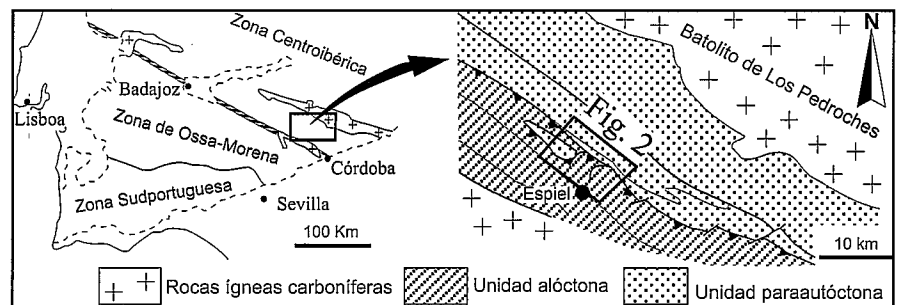 Zona Centroibérica
Badajoz
Lisboa
Zona de Ossa-Morena
Córdoba
Zona Sudportuguesa
Sevilla
100 Km
N
Batolito de Los Pedroches
Fig. 2
Espiel
10 km
Rocas ígneas carboníferas
Unidad alóctona
Unidad paraautóctona